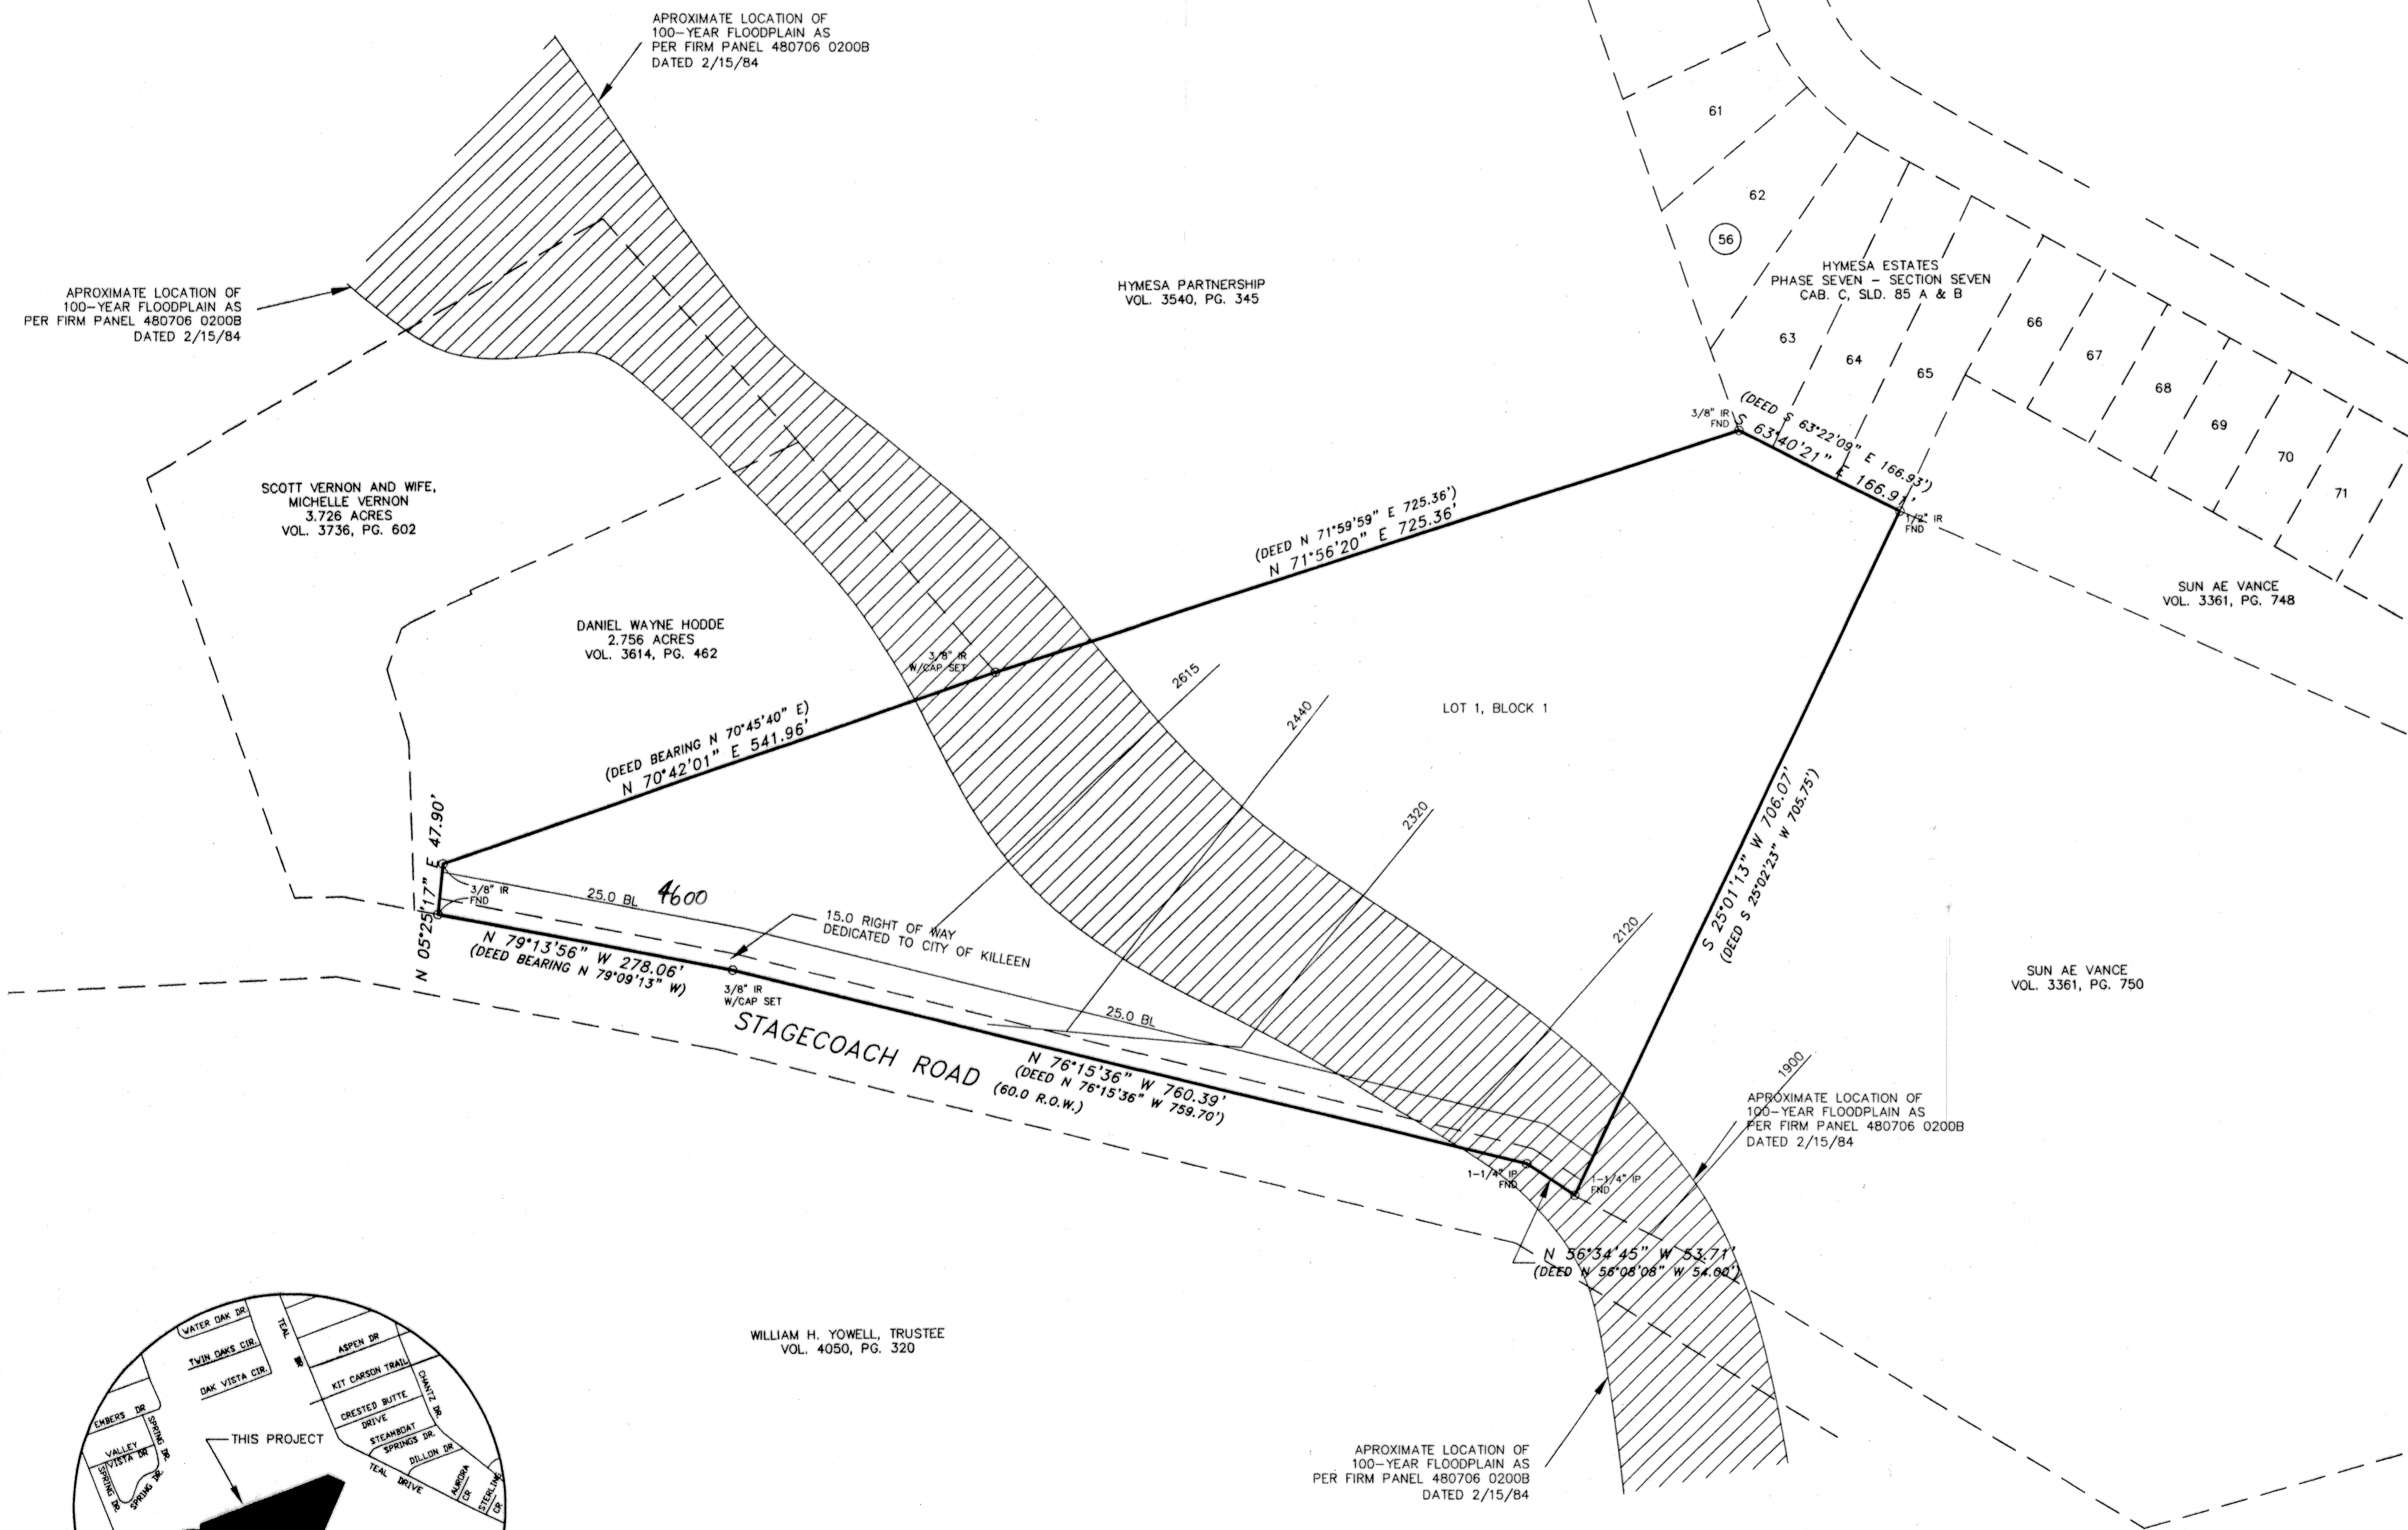 APROXIMATE LOCATION OF
100-YEAR FLOODPLAIN AS
PER FIRM PANEL 480706 0200B
DATED 2/15/84
61
62
56
HYMESA ESTATES
PHASE SEVEN - SECTION SEVEN
CAB. C, SLD. 85 A & B
63
64
65
66
67
68
69
70
71
HYMESA PARTNERSHIP
VOL. 3540, PG. 345
APROXIMATE LOCATION OF
100-YEAR FLOODPLAIN AS
PER FIRM PANEL 480706 0200B
DATED 2/15/84
3/8" IR
FND
(DEED S 63°22'09" E 166.93')
S 63°40'21" E 166.91'
1/2" IR
FND
SCOTT VERNON AND WIFE,
MICHELLE VERNON
3.726 ACRES
VOL. 3736, PG. 602
(DEED N 71°59'59" E 725.36')
N 71°56'20" E 725.36'
SUN AE VANCE
VOL. 3361, PG. 748
DANIEL WAYNE HODDE
2.756 ACRES
VOL. 3614, PG. 462
3/8" IR
W/CAP SET
2615
2440
LOT 1, BLOCK 1
(DEED BEARING N 70°45'40" E)
N 70°42'01" E 541.96'
2320
S 25°01'13" W 706.07'
(DEED S 25°02'23" W 705.75')
N 05°25'17" E 47.90'
3/8" IR
FND
25.0 BL
4600
15.0 RIGHT OF WAY
DEDICATED TO CITY OF KILLEEN
2120
N 79°13'56" W 278.06'
(DEED BEARING N 79°09'13" W)
3/8" IR
W/CAP SET
SUN AE VANCE
VOL. 3361, PG. 750
25.0 BL
STAGECOACH ROAD
(60.0 R.O.W.)
N 76°15'36" W 760.39'
(DEED N 76°15'36" W 759.70')
1900
APROXIMATE LOCATION OF
100-YEAR FLOODPLAIN AS
PER FIRM PANEL 480706 0200B
DATED 2/15/84
1-1/4" IP
FND
1-1/4" IP
FND
N 56°34'45" W 53.71'
(DEED N 56°08'08" W 54.00')
WILLIAM H. YOWELL, TRUSTEE
VOL. 4050, PG. 320
APROXIMATE LOCATION OF
100-YEAR FLOODPLAIN AS
PER FIRM PANEL 480706 0200B
DATED 2/15/84
WATER OAK DR.
TWIN OAKS CIR.
OAK VISTA CIR.
TEAL
ASPEN DR
KIT CARSON TRAIL
CHANTZ DR.
CRESTED BUTTE
DRIVE
STEAMBOAT
SPRINGS DR.
DILLON DR
TEAL DRIVE
AURORA
CR
STERLING
CR
EMBERS DR
VALLEY
VISTA DR
SPRING DR.
SPRING DR.
SPRING DR.
THIS PROJECT